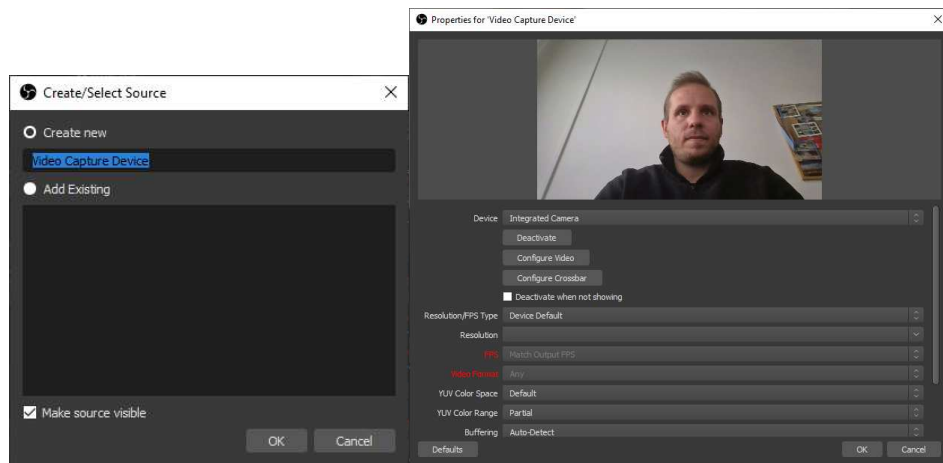 Create/Select Source
Create new
Video Capture Device
Add Existing
Make source visible
OK Cancel
Properties for 'Video Capture Device'
Device Integrated Camera
Deactivate
Configure Video
Configure Crossbar
Deactivate when not showing
Resolution/FPS Type Device Default
Resolution
FPS Match Output FPS
Video Format Any
YUV Color Space Default
YUV Color Range Partial
Buffering Auto-Detect
Defaults OK Cancel